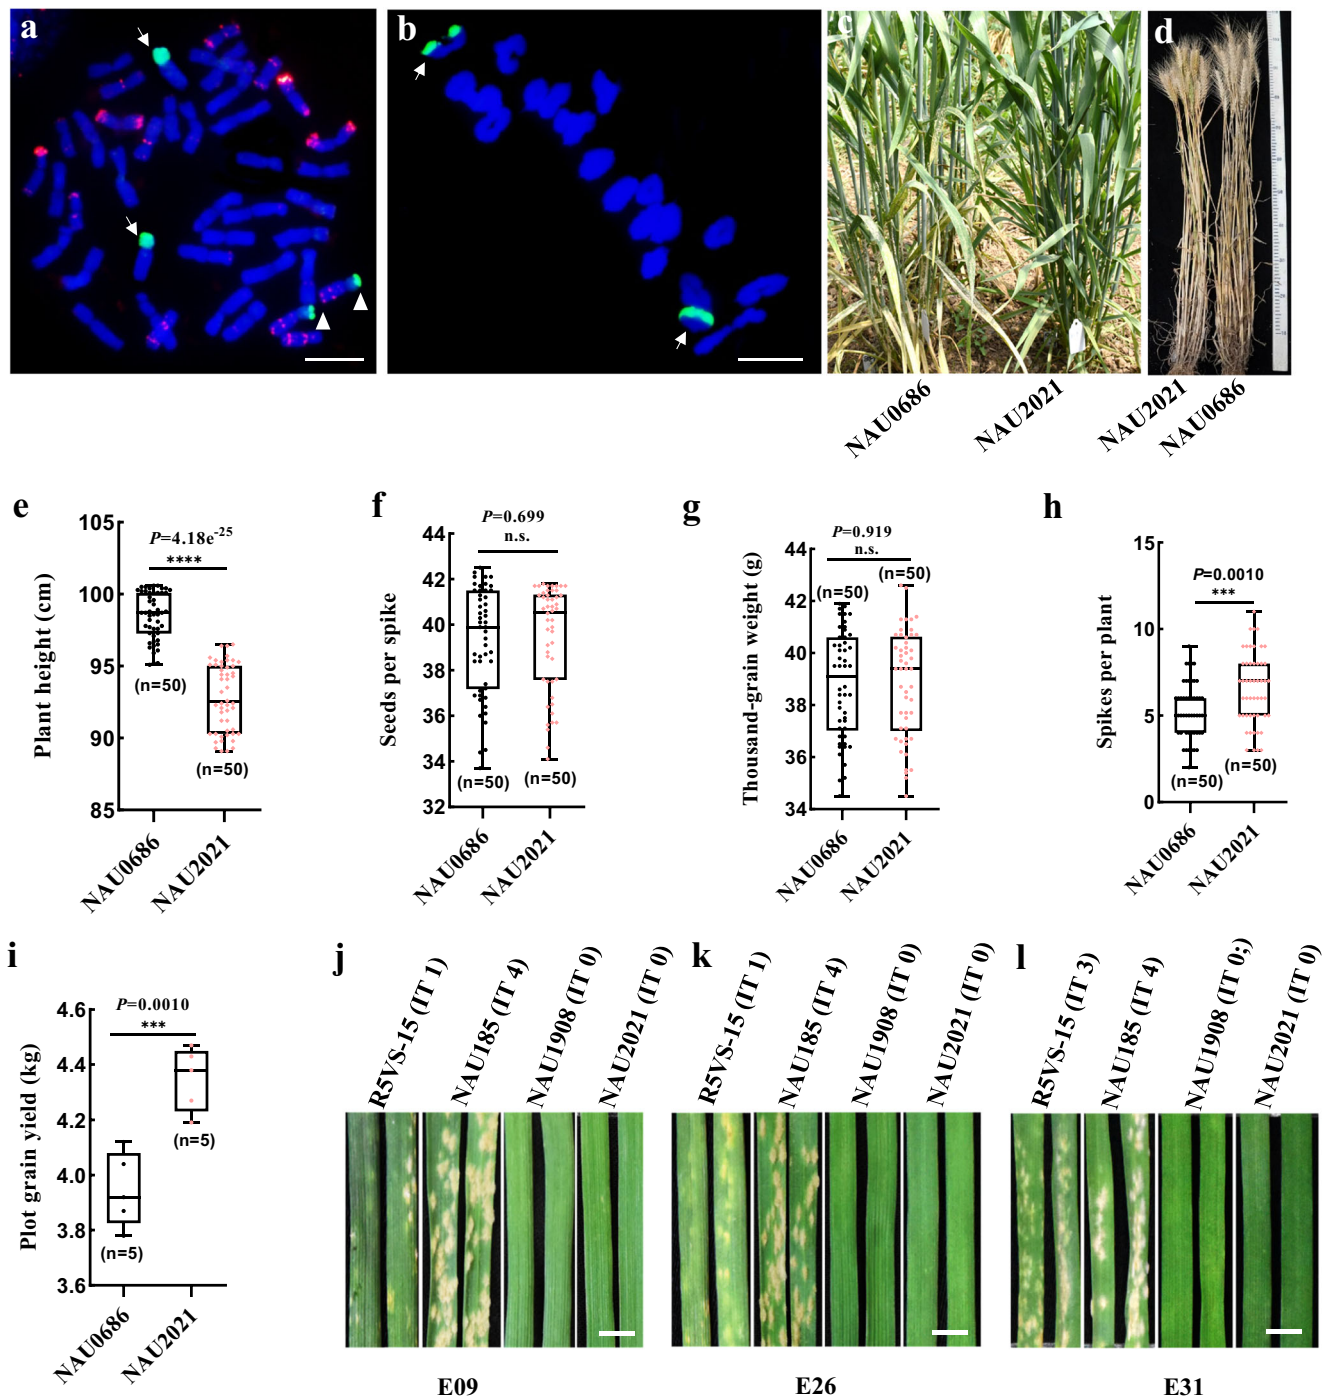 a
b
c
d
NAU0686
NAU2021
NAU2021
NAU0686
e
Plant height (cm)
105
100
95
90
85
P=4.18e-25
****
(n=50)
(n=50)
NAU0686
NAU2021
f
Seeds per spike
44
42
40
38
36
34
32
P=0.699
n.s.
(n=50)
(n=50)
NAU0686
NAU2021
g
Thousand-grain weight (g)
44
42
40
38
36
34
P=0.919
n.s.
(n=50)
(n=50)
NAU0686
NAU2021
h
Spikes per plant
15
10
5
0
P=0.0010
***
(n=50)
(n=50)
NAU0686
NAU2021
i
Plot grain yield (kg)
4.6
4.4
4.2
4.0
3.8
3.6
P=0.0010
***
(n=5)
(n=5)
NAU0686
NAU2021
j
R5VS-15 (IT 1)
NAU185 (IT 4)
NAU1908 (IT 0)
NAU2021 (IT 0)
E09
k
R5VS-15 (IT 1)
NAU185 (IT 4)
NAU1908 (IT 0)
NAU2021 (IT 0)
E26
l
R5VS-15 (IT 3)
NAU185 (IT 4)
NAU1908 (IT 0;)
NAU2021 (IT 0)
E31